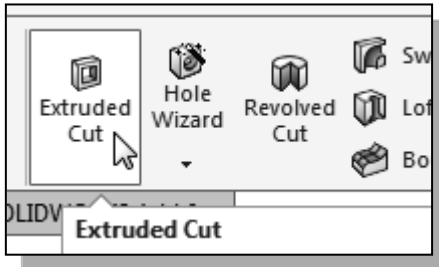 Extruded
Cut
Hole
Wizard
Revolved
Cut
Sw
Lof
Bo
Extruded Cut